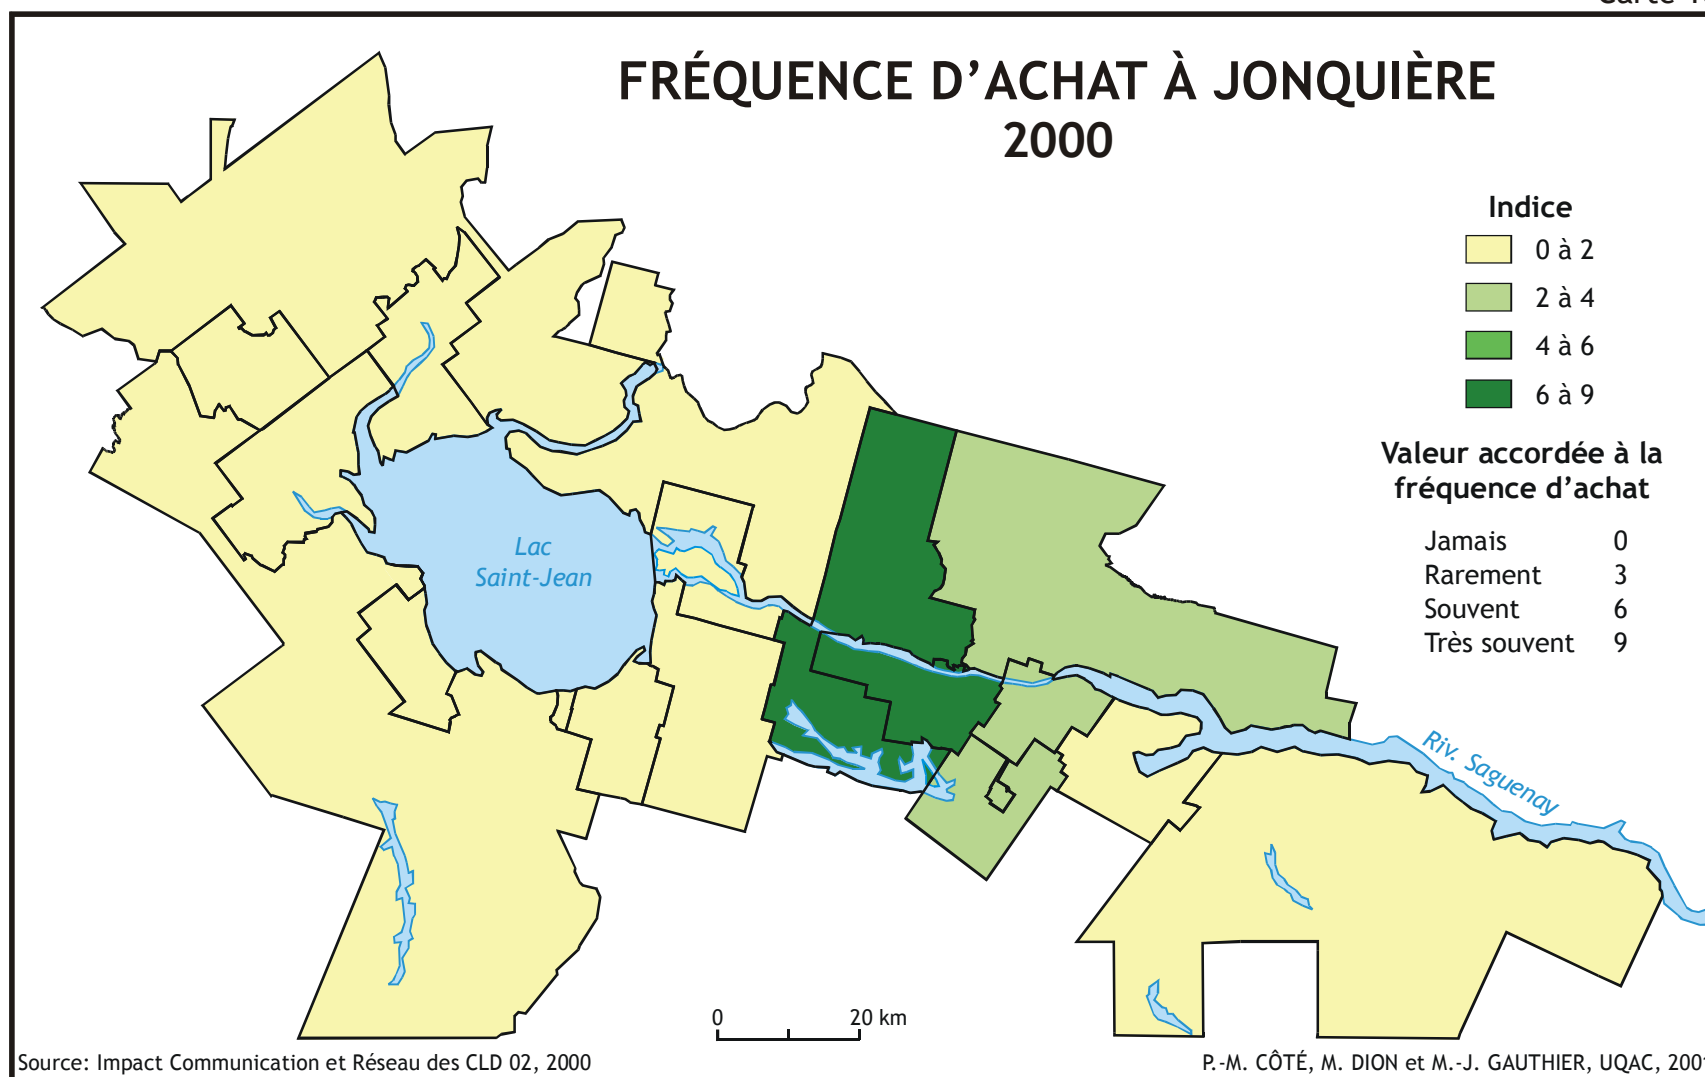 Carte
FRÉQUENCE D’ACHAT À JONQUIÈRE
2000
Indice
0 à 2
2 à 4
4 à 6
6 à 9
Valeur accordée à la
fréquence d’achat
Jamais 0
Rarement 3
Souvent 6
Très souvent 9
Lac
Saint-Jean
Riv. Saguenay
0 20 km
Source: Impact Communication et Réseau des CLD 02, 2000
P.-M. CÔTÉ, M. DION et M.-J. GAUTHIER, UQAC, 2001